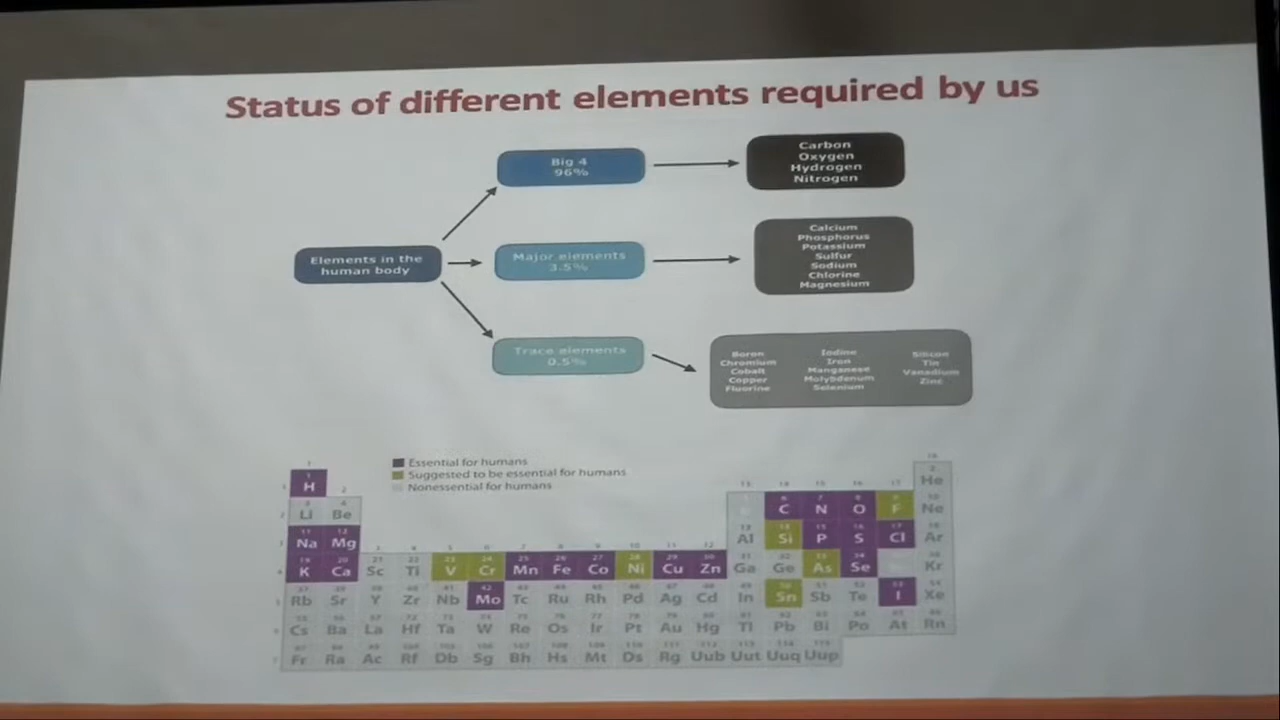 Status of different elements required by us
Big 4
96%
Carbon
Oxygen
Hydrogen
Nitrogen
Elements in the
human body
Major elements
3.5%
Calcium
Phosphorus
Potassium
Sulfur
Sodium
Chlorine
Magnesium
Trace elements
0.5%
Boron
Chromium
Cobalt
Copper
Fluorine
Iodine
Iron
Manganese
Molybdenum
Selenium
Silicon
Tin
Vanadium
Zinc
Essential for humans
Suggested to be essential for humans
Nonessential for humans
H He
Li Be C N O F Ne
Na Mg Al Si P S Cl Ar
K Ca Sc Ti V Cr Mn Fe Co Ni Cu Zn Ga Ge As Se Kr
Rb Sr Y Zr Nb Mo Tc Ru Rh Pd Ag Cd In Sn Sb Te I Xe
Cs Ba La Hf Ta W Re Os Ir Pt Au Hg Tl Pb Bi Po At Rn
Fr Ra Ac Rf Db Sg Bh Hs Mt Ds Rg Uub Uut Uuq Uup